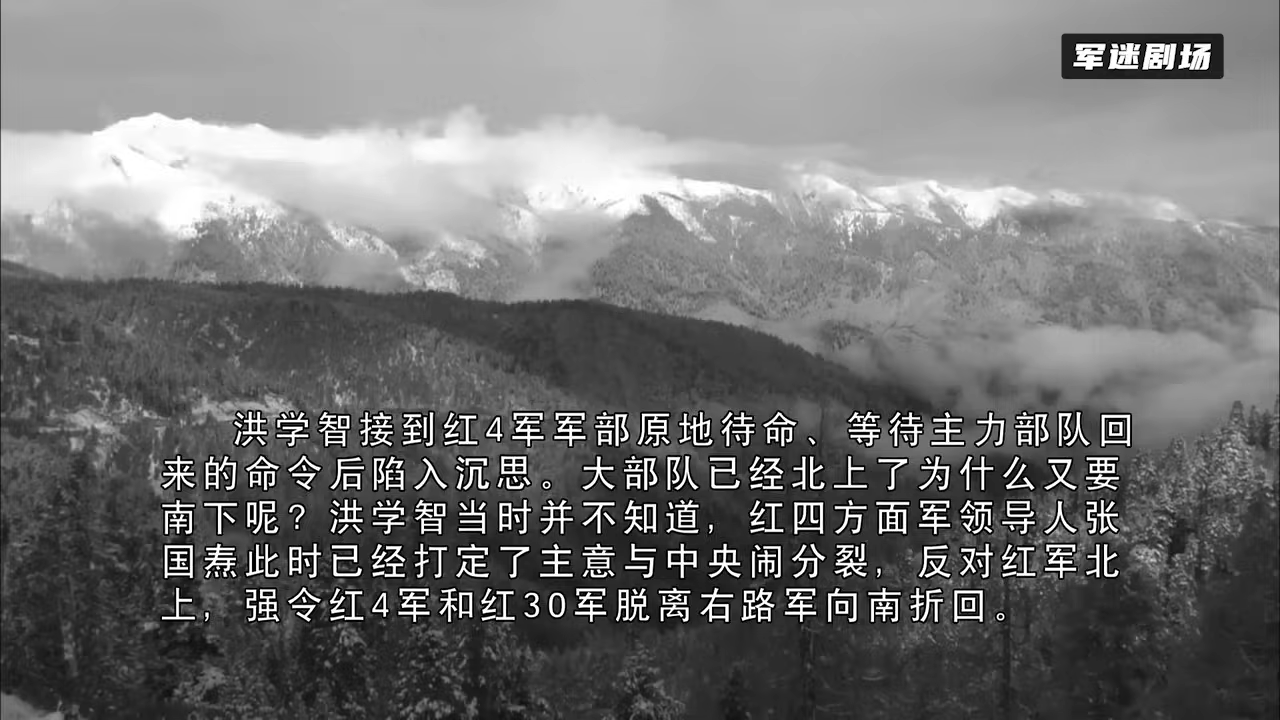 军迷剧场
洪学智接到红4军军部原地待命、等待主力部队回
来的命令后陷入沉思。大部队已经北上了为什么又要
南下呢？洪学智当时并不知道，红四方面军领导人张
国焘此时已经打定了主意与中央闹分裂，反对红军北
上，强令红4军和红30军脱离右路军向南折回。